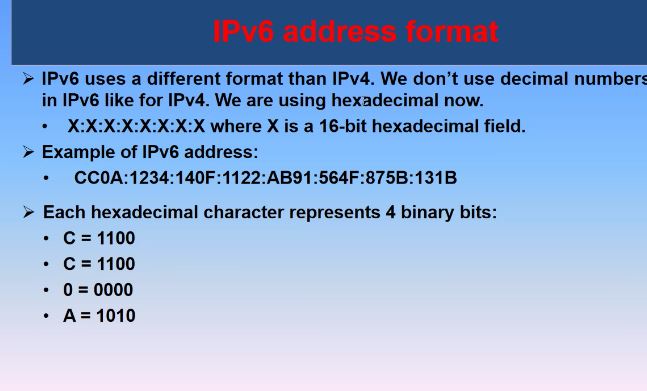 IPv6 address format
➢ IPv6 uses a different format than IPv4. We don't use decimal numbers
in IPv6 like for IPv4. We are using hexadecimal now.
• X:X:X:X:X:X:X:X where X is a 16-bit hexadecimal field.
➢ Example of IPv6 address:
• CC0A:1234:140F:1122:AB91:564F:875B:131B
➢ Each hexadecimal character represents 4 binary bits:
• C = 1100
• C = 1100
• 0 = 0000
• A = 1010